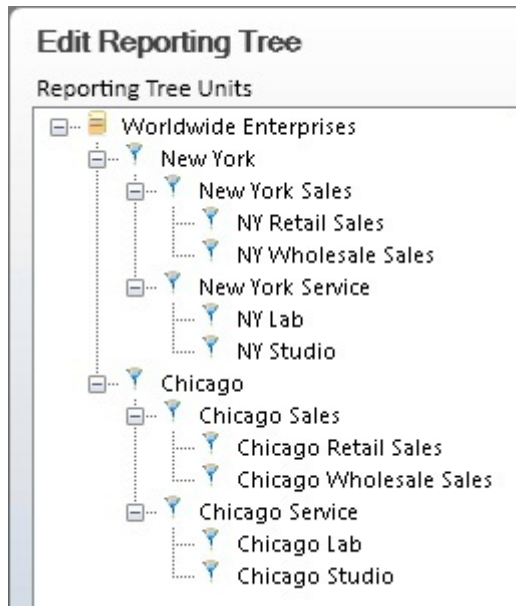 Edit Reporting Tree
Reporting Tree Units
Worldwide Enterprises
New York
New York Sales
NY Retail Sales
NY Wholesale Sales
New York Service
NY Lab
NY Studio
Chicago
Chicago Sales
Chicago Retail Sales
Chicago Wholesale Sales
Chicago Service
Chicago Lab
Chicago Studio